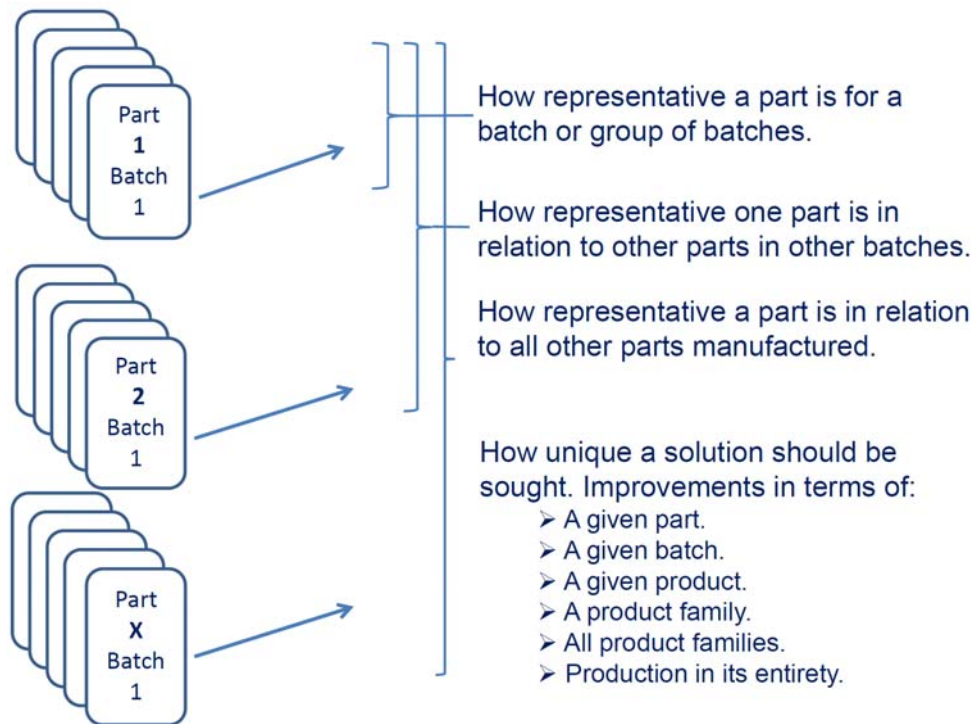 Part
1
Batch
1
How representative a part is for a
batch or group of batches.
How representative one part is in
relation to other parts in other batches.
How representative a part is in relation
to all other parts manufactured.
Part
2
Batch
1
How unique a solution should be
sought. Improvements in terms of:
➢ A given part.
➢ A given batch.
➢ A given product.
➢ A product family.
➢ All product families.
➢ Production in its entirety.
Part
X
Batch
1